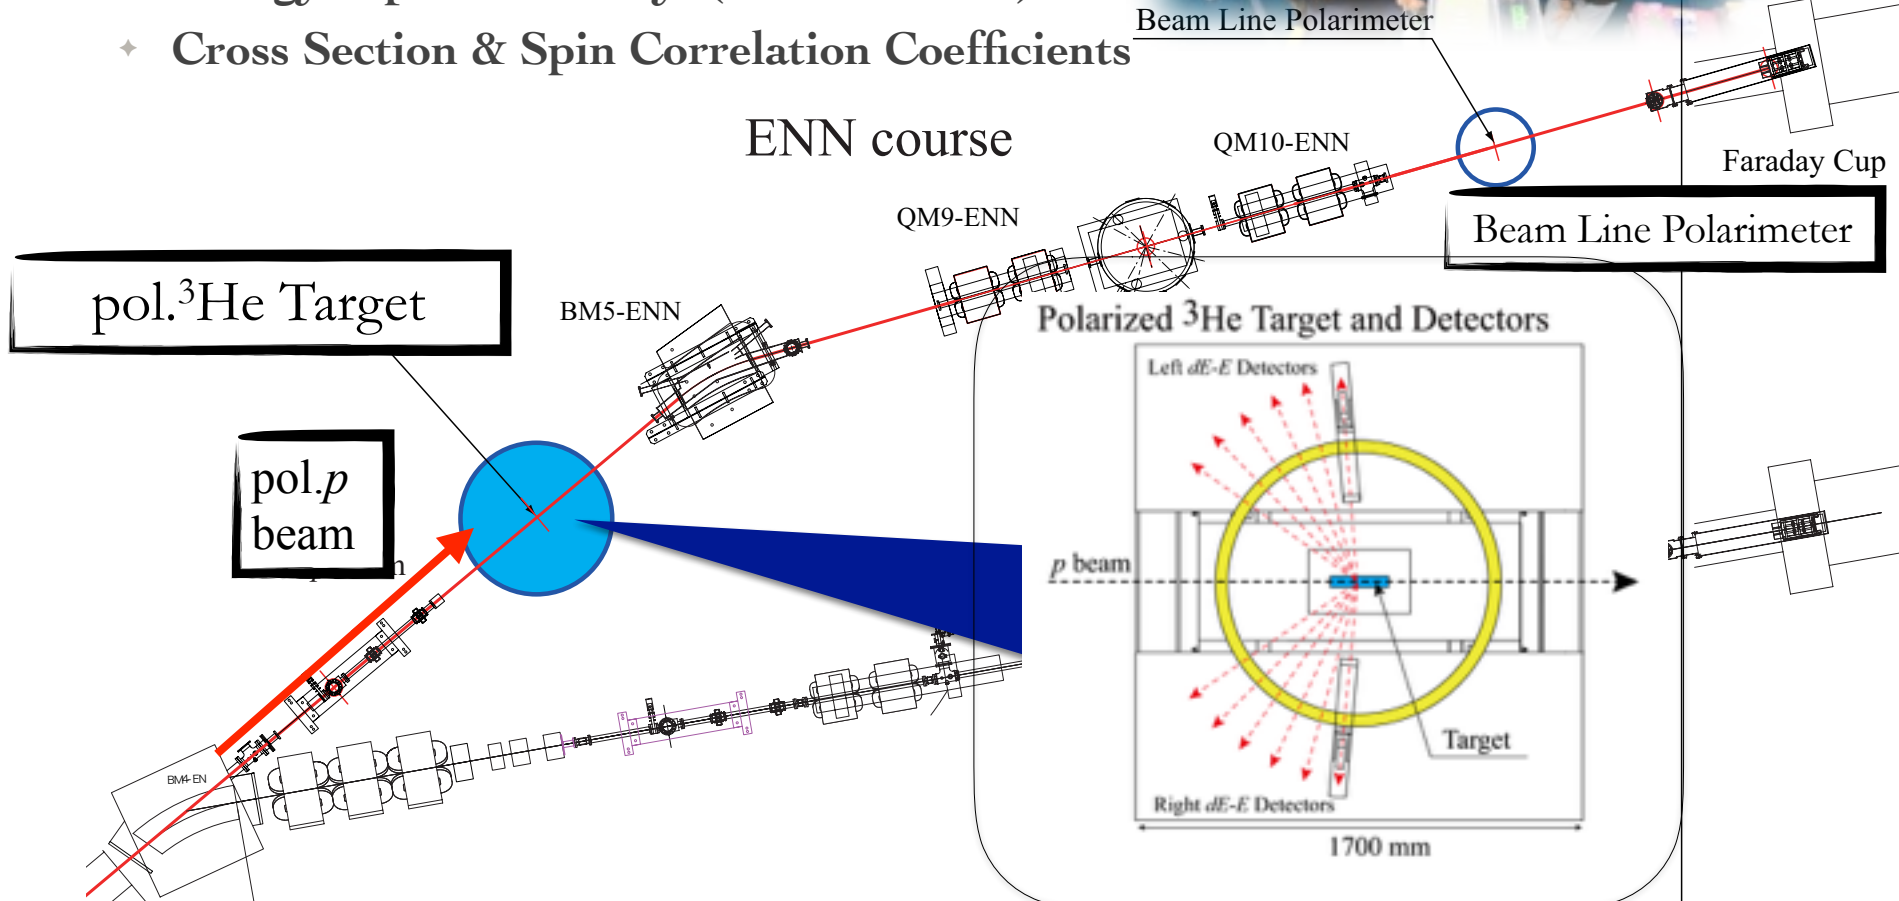 Cross Section & Spin Correlation Coefficients
Beam Line Polarimeter
ENN course
QM10-ENN
Faraday Cup
QM9-ENN
Beam Line Polarimeter
pol.³He Target
BM5-ENN
Polarized ³He Target and Detectors
Left dE-E Detectors
pol.p
beam
p beam
Target
BM4-EN
Right dE-E Detectors
1700 mm